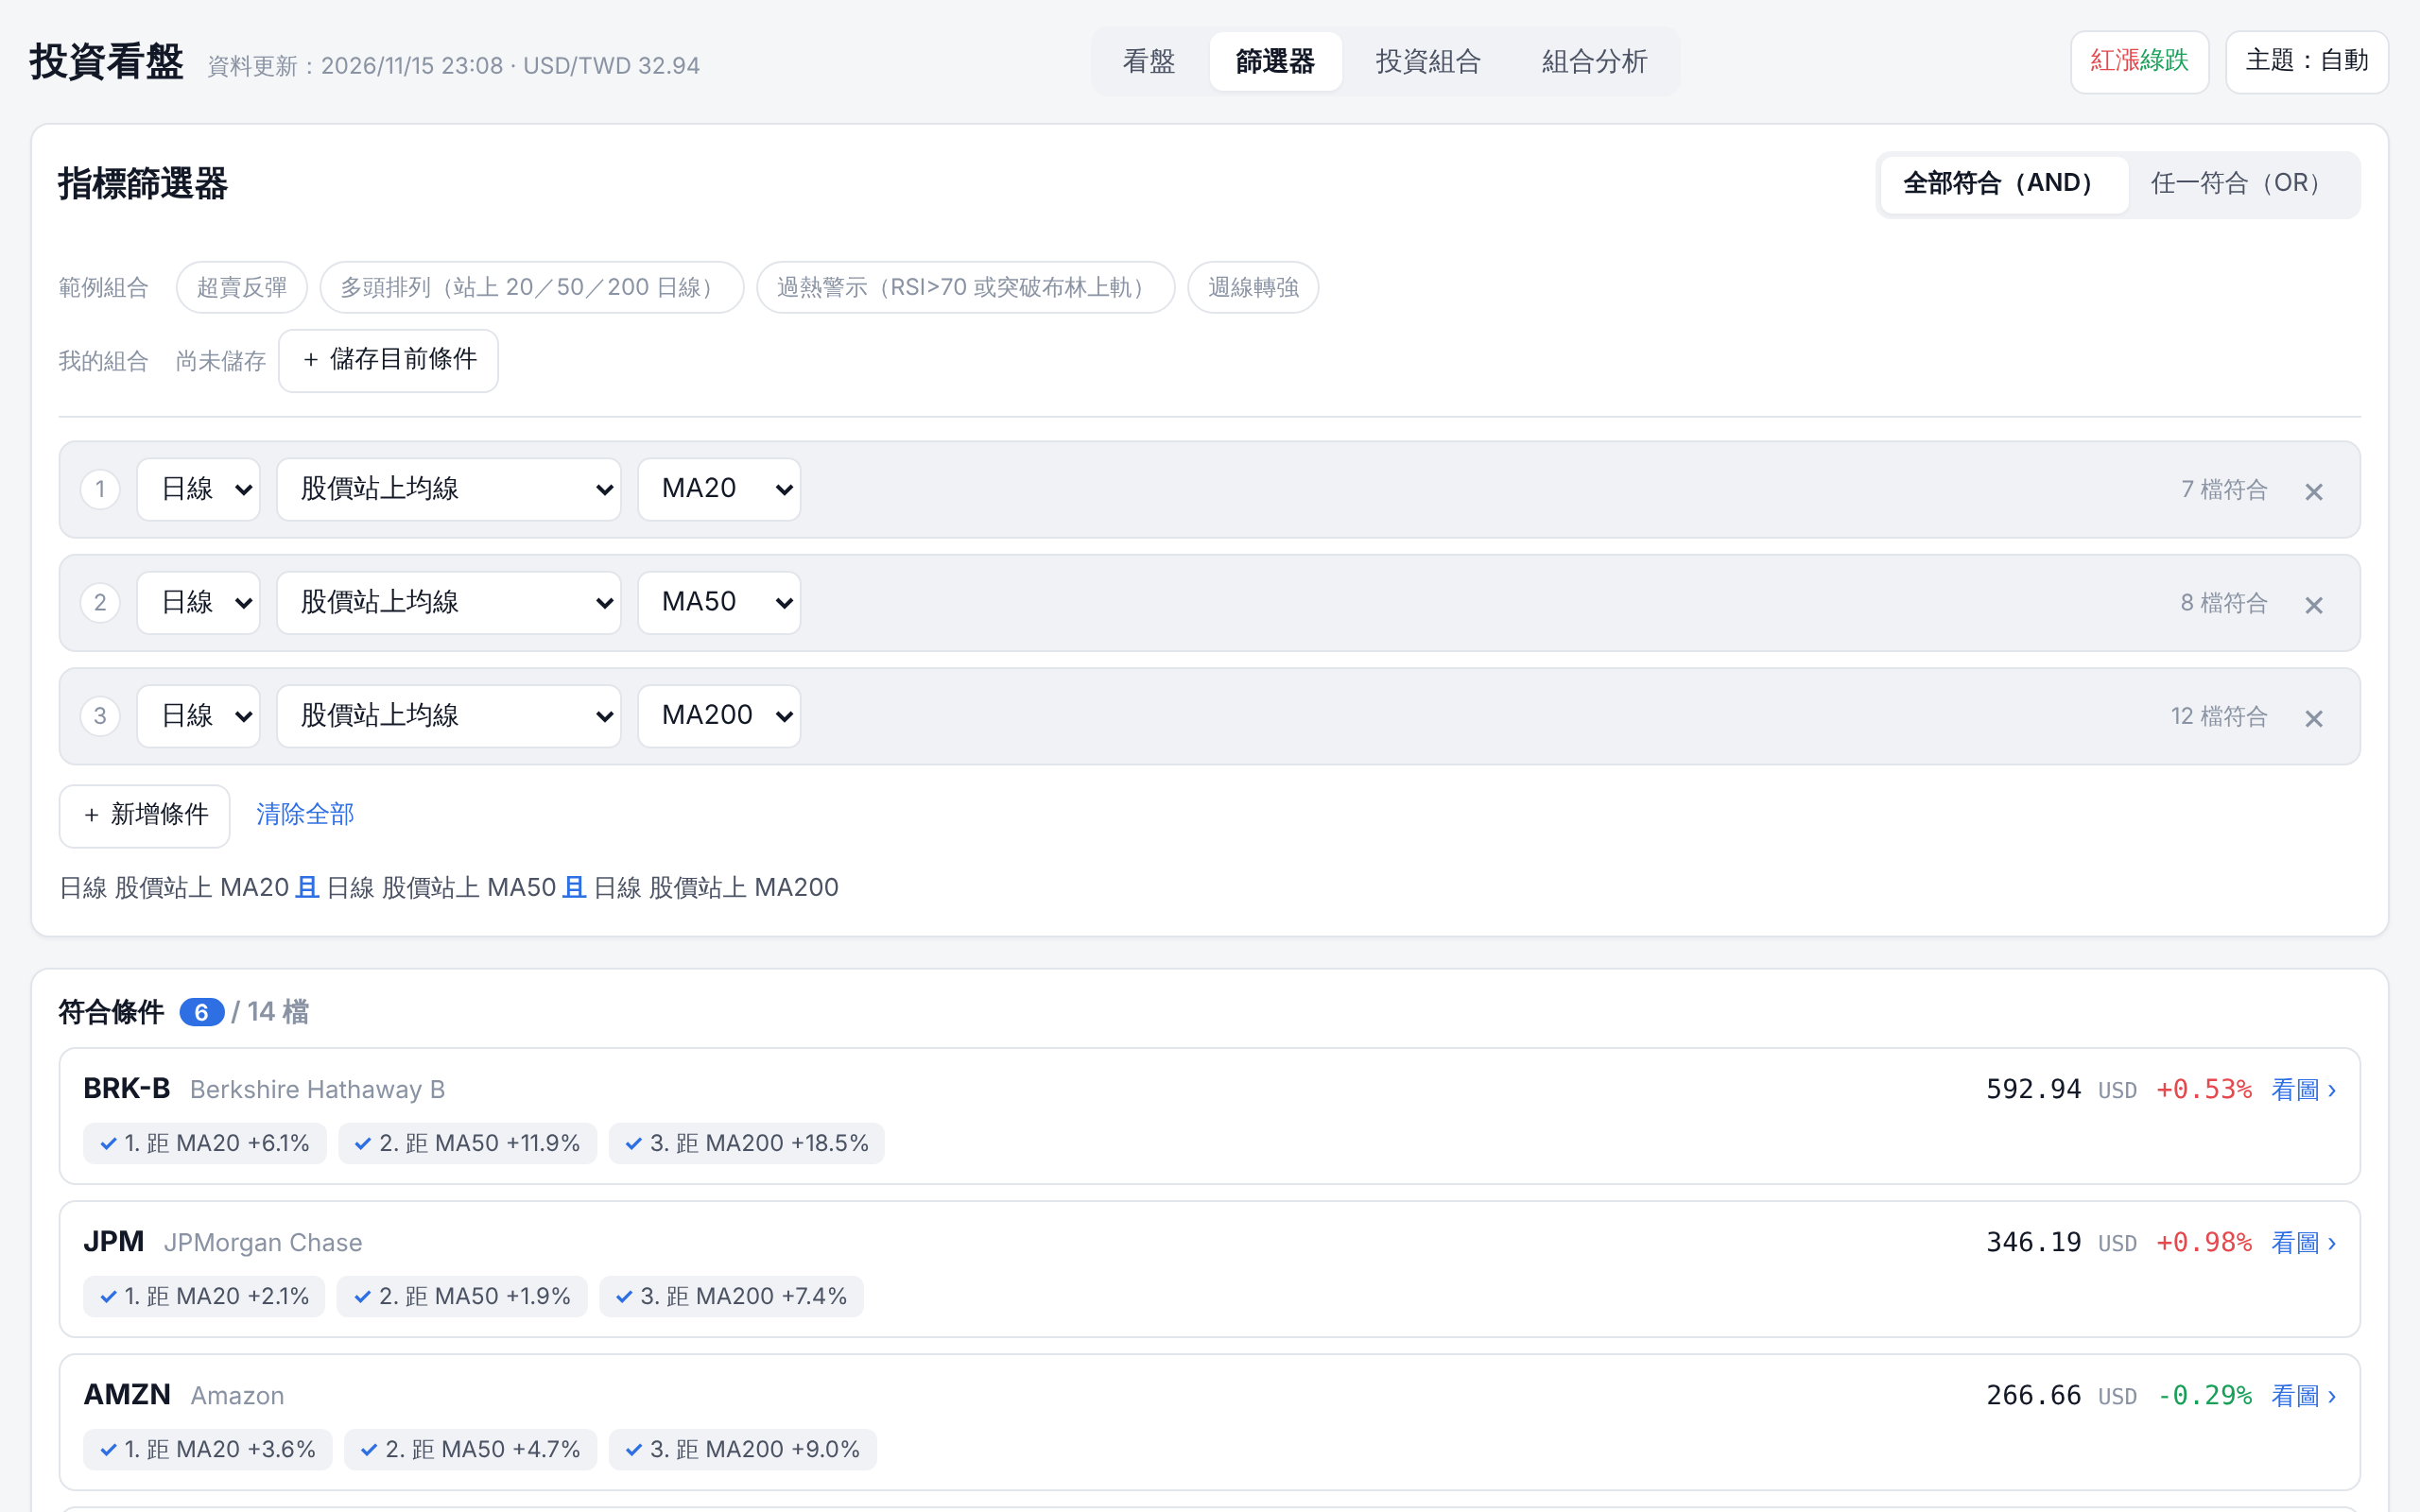 投資看盤 資料更新：2026/11/15 23:08 · USD/TWD 32.94 看盤 篩選器 投資組合 組合分析 紅漲綠跌 主題：自動
指標篩選器 全部符合（AND） 任一符合（OR）
範例組合 超賣反彈 多頭排列（站上 20／50／200 日線） 過熱警示（RSI>70 或突破布林上軌） 週線轉強
我的組合 尚未儲存 ＋ 儲存目前條件
1 日線 股價站上均線 MA20 7 檔符合 ✕
2 日線 股價站上均線 MA50 8 檔符合 ✕
3 日線 股價站上均線 MA200 12 檔符合 ✕
＋ 新增條件 清除全部
日線 股價站上 MA20 且 日線 股價站上 MA50 且 日線 股價站上 MA200
符合條件 6 / 14 檔
BRK-B Berkshire Hathaway B 592.94 USD +0.53% 看圖 ›
✓ 1. 距 MA20 +6.1% ✓ 2. 距 MA50 +11.9% ✓ 3. 距 MA200 +18.5%
JPM JPMorgan Chase 346.19 USD +0.98% 看圖 ›
✓ 1. 距 MA20 +2.1% ✓ 2. 距 MA50 +1.9% ✓ 3. 距 MA200 +7.4%
AMZN Amazon 266.66 USD -0.29% 看圖 ›
✓ 1. 距 MA20 +3.6% ✓ 2. 距 MA50 +4.7% ✓ 3. 距 MA200 +9.0%